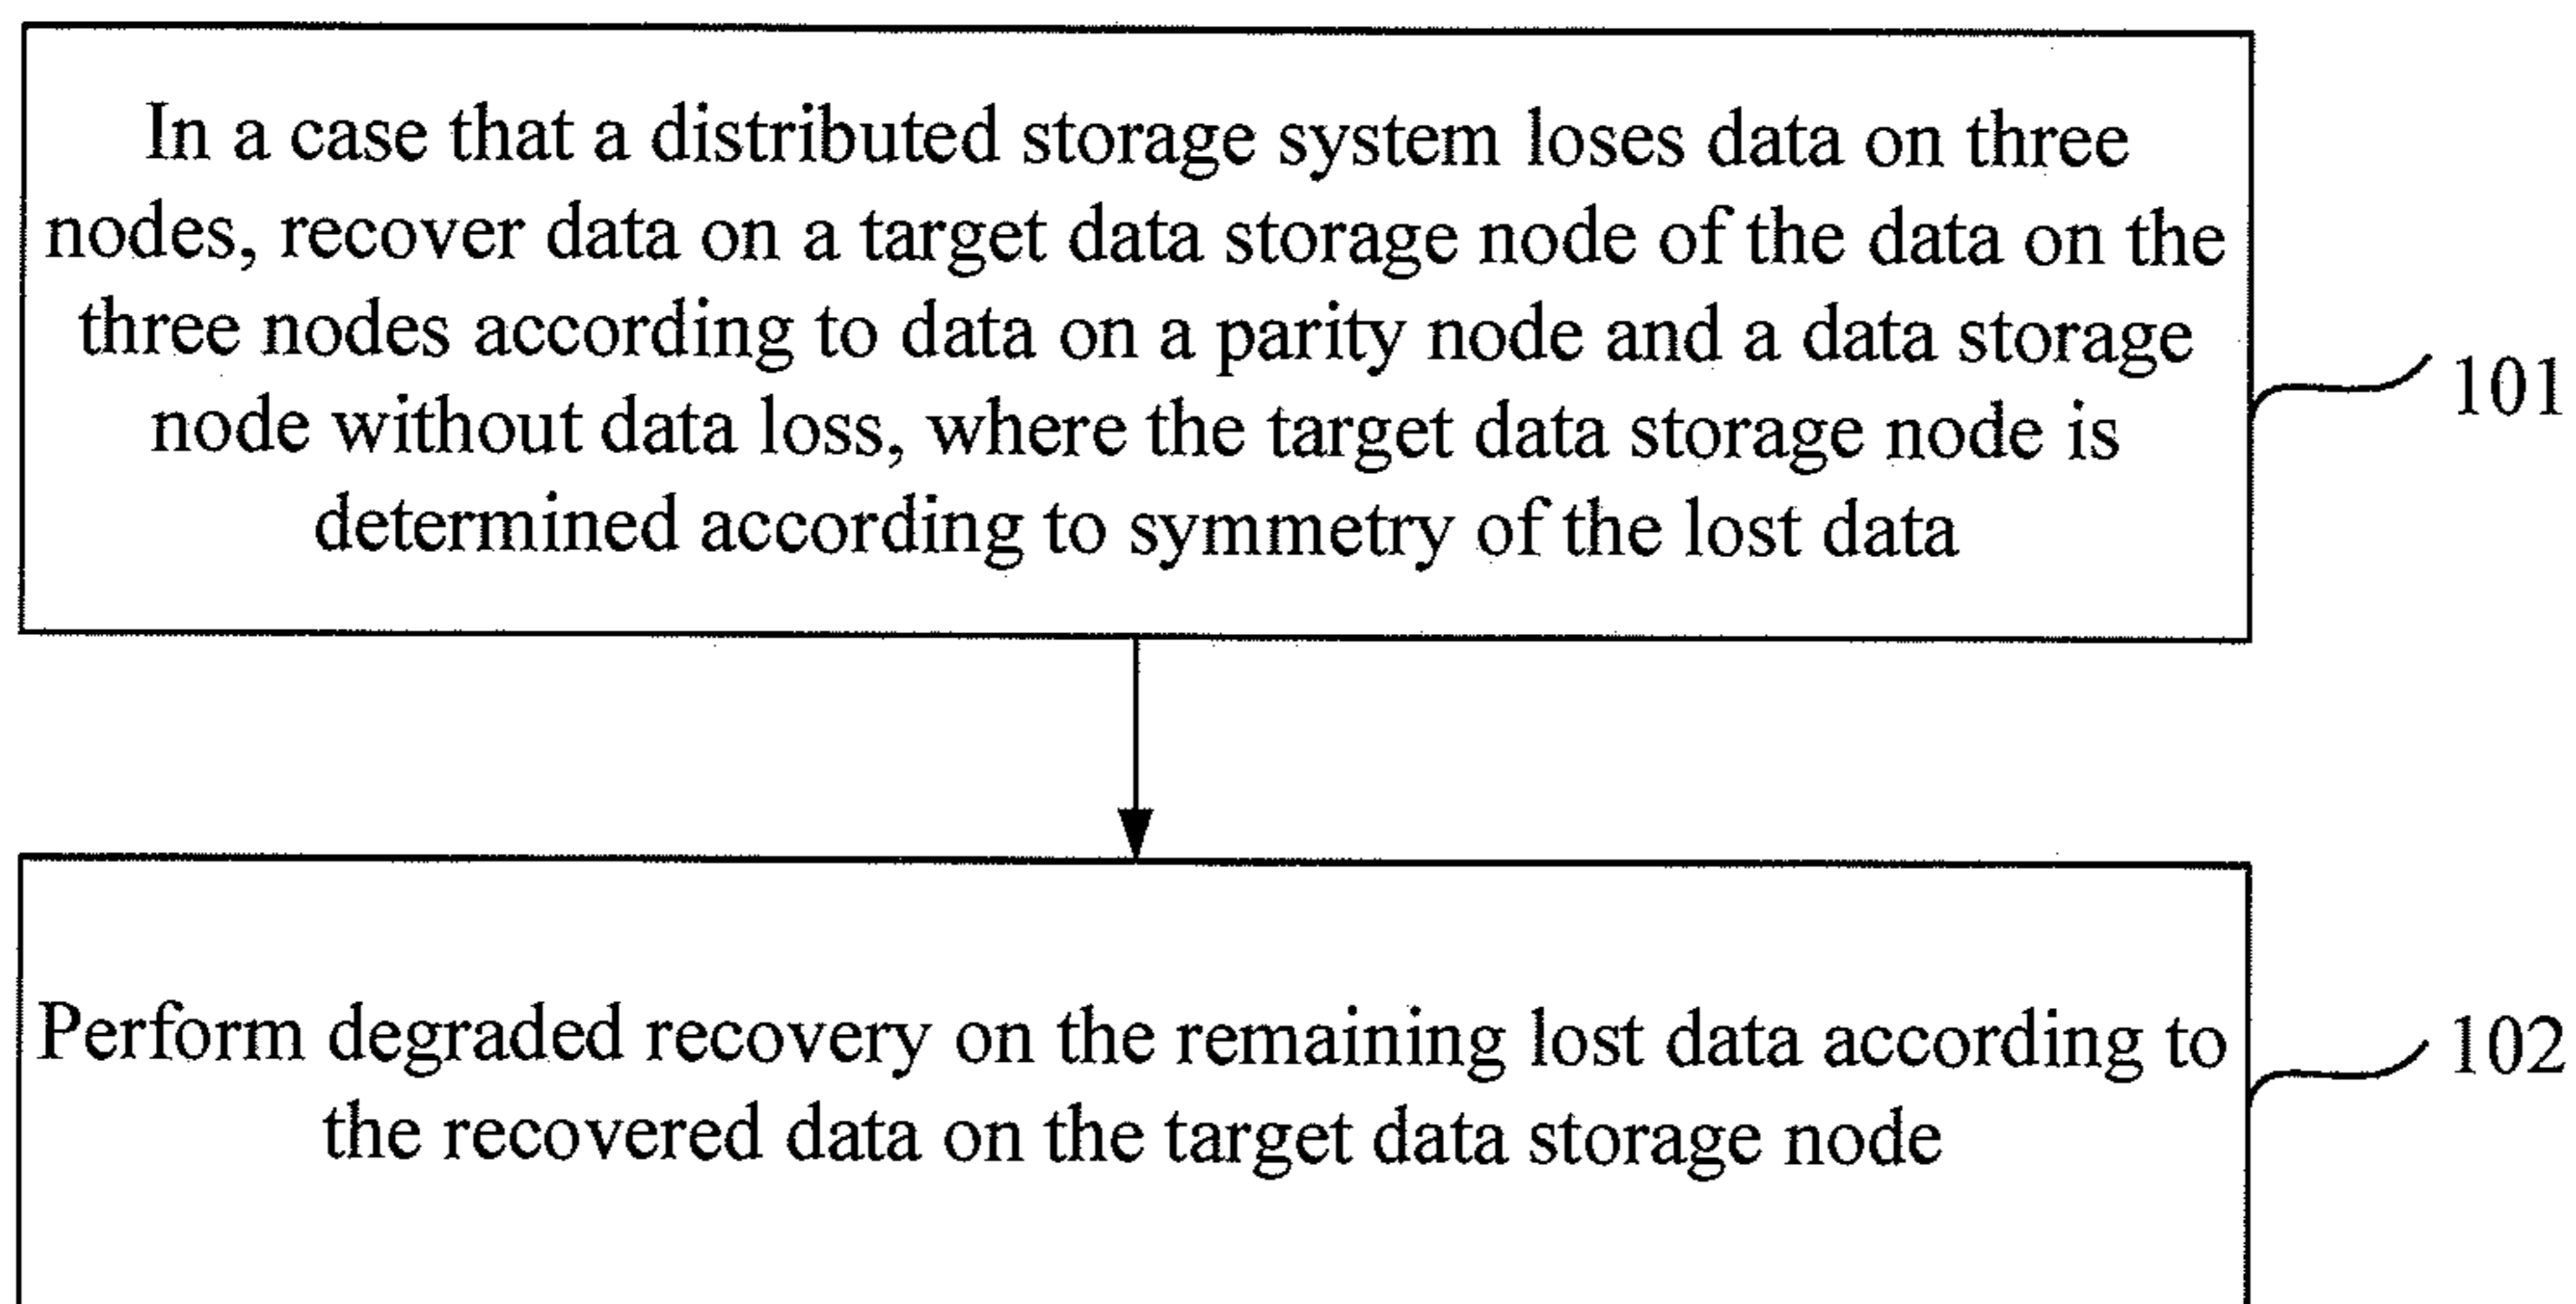 In a case that a distributed storage system loses data on three
nodes, recover data on a target data storage node of the data on the
three nodes according to data on a parity node and a data storage
node without data loss, where the target data storage node is
determined according to symmetry of the lost data
101
Perform degraded recovery on the remaining lost data according to
the recovered data on the target data storage node
102